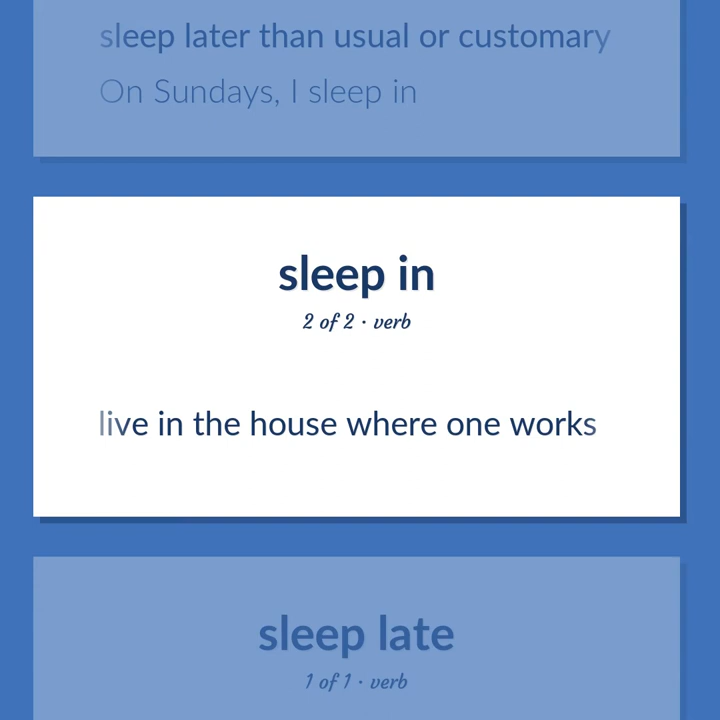 sleep later than usual or customary
On Sundays, I sleep in
sleep in
2 of 2 · verb
live in the house where one works
sleep late
1 of 1 · verb